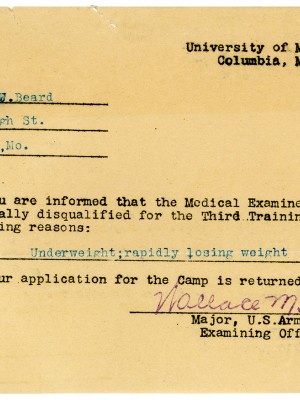 University of M
Columbia, M
.J.Beard
gh St.
,Mo.
u are informed that the Medical Examine
ally disqualified for the Third Training
ing reasons:
Underweight;rapidly losing weight
ur application for the Camp is returned
Wallace M.
Major, U.S.Arm
Examining Off